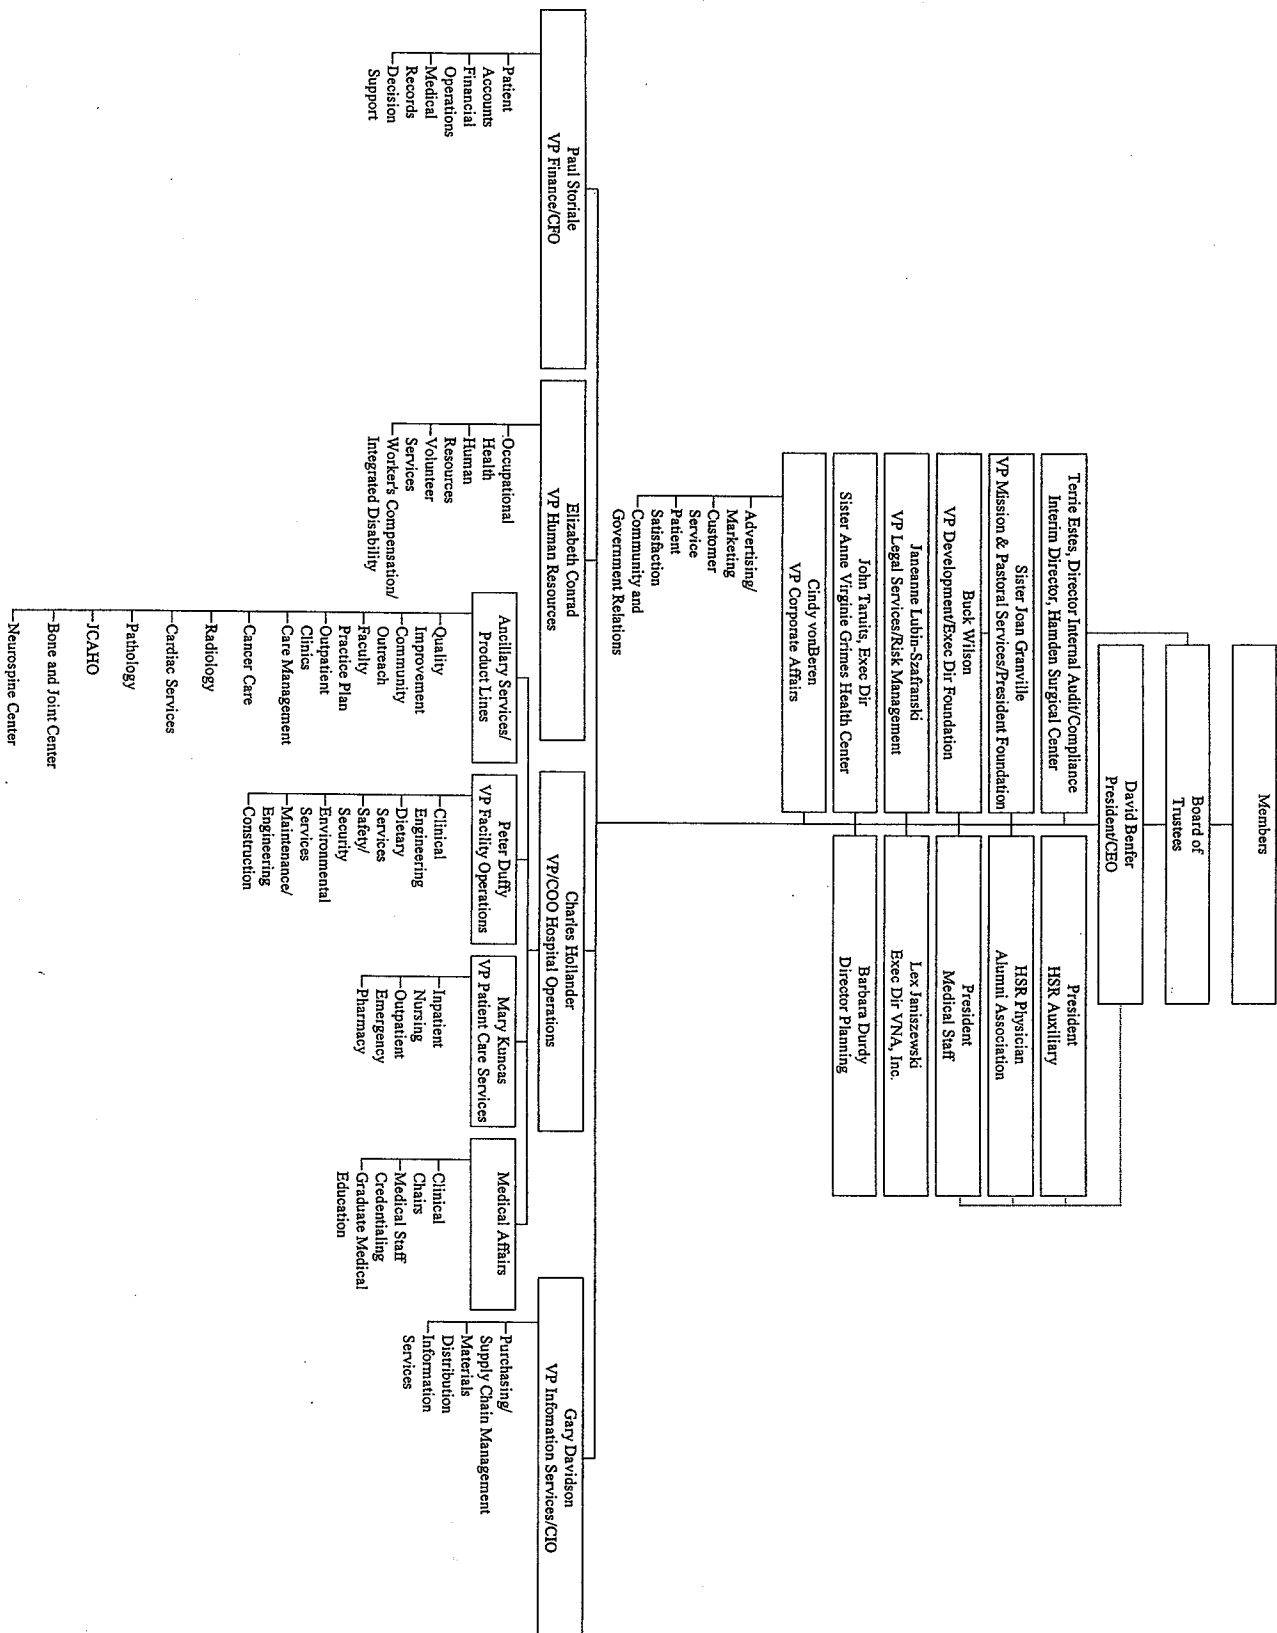 Members
Board of
Trustees
David Benfer
President/CEO
Terrie Estes, Director Internal Audit/Compliance
Interim Director, Hamden Surgical Center
President
HSR Auxilliary
Sister Joan Granville
VP Mission & Pastoral Services/President Foundation
HSR Physician
Alumni Association
Buck Wilson
VP Development/Exec Dir Foundation
President
Medical Staff
Janeanne Lubin-Szafranski
VP Legal Services/Risk Management
Lex Janiszewski
Exec Dir VNA, Inc.
John Tarutis, Exec Dir
Sister Anne Virginie Grimes Health Center
Barbara Durdy
Director Planning
Cindy vonBeren
VP Corporate Affairs
Advertising/
Marketing
Customer
Service
Patient
Satisfaction
Community and
Government Relations
Paul Storiale
VP Finance/CFO
Patient
Accounts
Financial
Operations
Medical
Records
Decision
Support
Elizabeth Conrad
VP Human Resources
Occupational
Health
Human
Resources
Volunteer
Services
Worker's Compensation/
Integrated Disability
Charles Hollander
VP/COO Hospital Operations
Ancillary Services/
Product Lines
Quality
Improvement
Community
Outreach
Faculty
Practice Plan
Outpatient
Clinics
Care Management
Cancer Care
Radiology
Cardiac Services
Pathology
JCAHO
Bone and Joint Center
Neurospine Center
Peter Duffy
VP Facility Operations
Clinical
Engineering
Dietary
Services
Safety/
Security
Environmental
Services
Maintenance/
Engineering
Construction
Mary Kuncas
VP Patient Care Services
Inpatient
Nursing
Outpatient
Emergency
Pharmacy
Medical Affairs
Clinical
Chairs
Medical Staff
Credentialing
Graduate Medical
Education
Gary Davidson
VP Infomation Services/CIO
Purchasing/
Supply Chain Management
Materials
Distribution
Information
Services